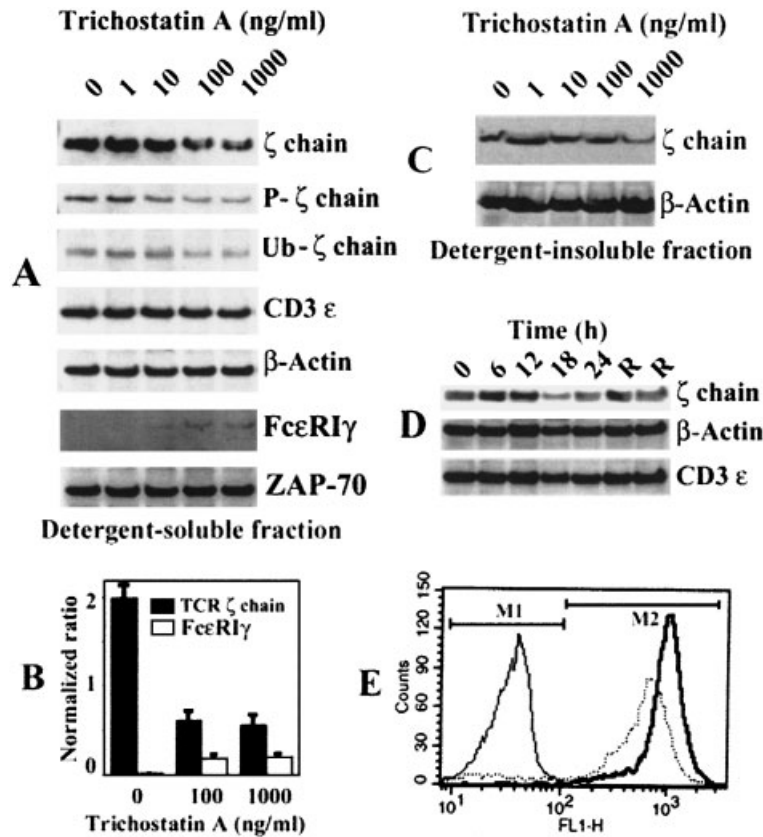 Trichostatin A (ng/ml)
0 1 10 100 1000
ζ chain
P- ζ chain
Ub- ζ chain
A
CD3 ε
β-Actin
FcεRIγ
ZAP-70
Detergent-soluble fraction
Trichostatin A (ng/ml)
0 1 10 100 1000
C
ζ chain
β-Actin
Detergent-insoluble fraction
Time (h)
0 6 12 18 24 R R
ζ chain
D
β-Actin
CD3 ε
B
Normalized ratio
2
1
0
TCR ζ chain
FcεRIγ
0 100 1000
Trichostatin A (ng/ml)
E
Counts
150
120
90
60
30
0
M1
M2
10¹ 10² 10³
FL1-H